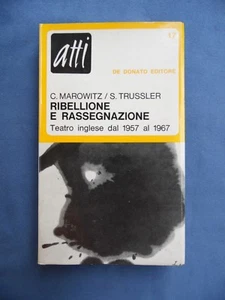 atti
17
DE DONATO EDITORE
C. MAROWITZ / S. TRUSSLER
RIBELLIONE
E RASSEGNAZIONE
Teatro inglese dal 1957 al 1967